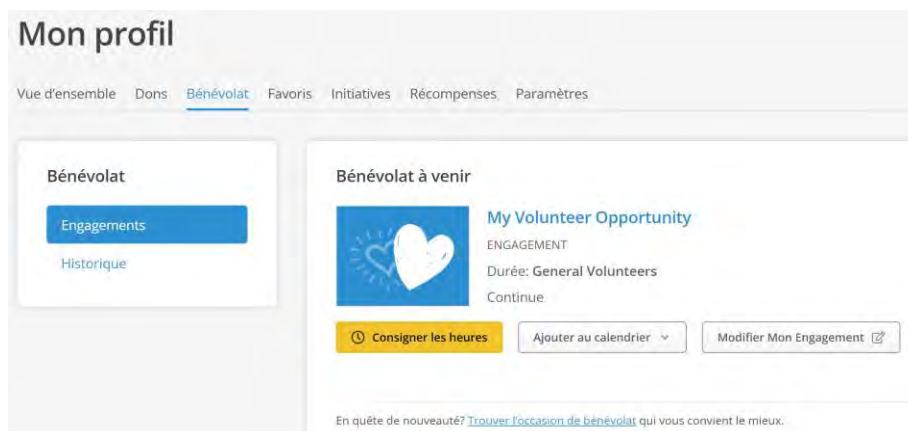 Mon profil
Vue d'ensemble Dons Bénévolat Favoris Initiatives Récompenses Paramètres
Bénévolat
Engagements
Historique
Bénévolat à venir
My Volunteer Opportunity
ENGAGEMENT
Durée: General Volunteers
Continue
Consigner les heures
Ajouter au calendrier
Modifier Mon Engagement
En quête de nouveauté? Trouver l'occasion de bénévolat qui vous convient le mieux.